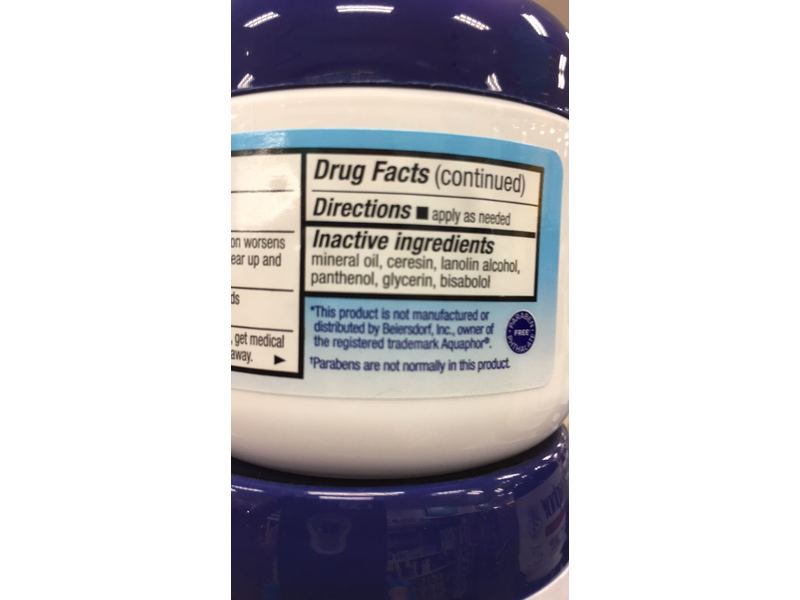 on worsens
ear up and
ds
, get medical
away.
Drug Facts (continued)
Directions ■ apply as needed
Inactive ingredients
mineral oil, ceresin, lanolin alcohol,
panthenol, glycerin, bisabolol
*This product is not manufactured or
distributed by Beiersdorf, Inc., owner of
the registered trademark Aquaphor®.
†Parabens are not normally in this product.
PARABEN
FREE